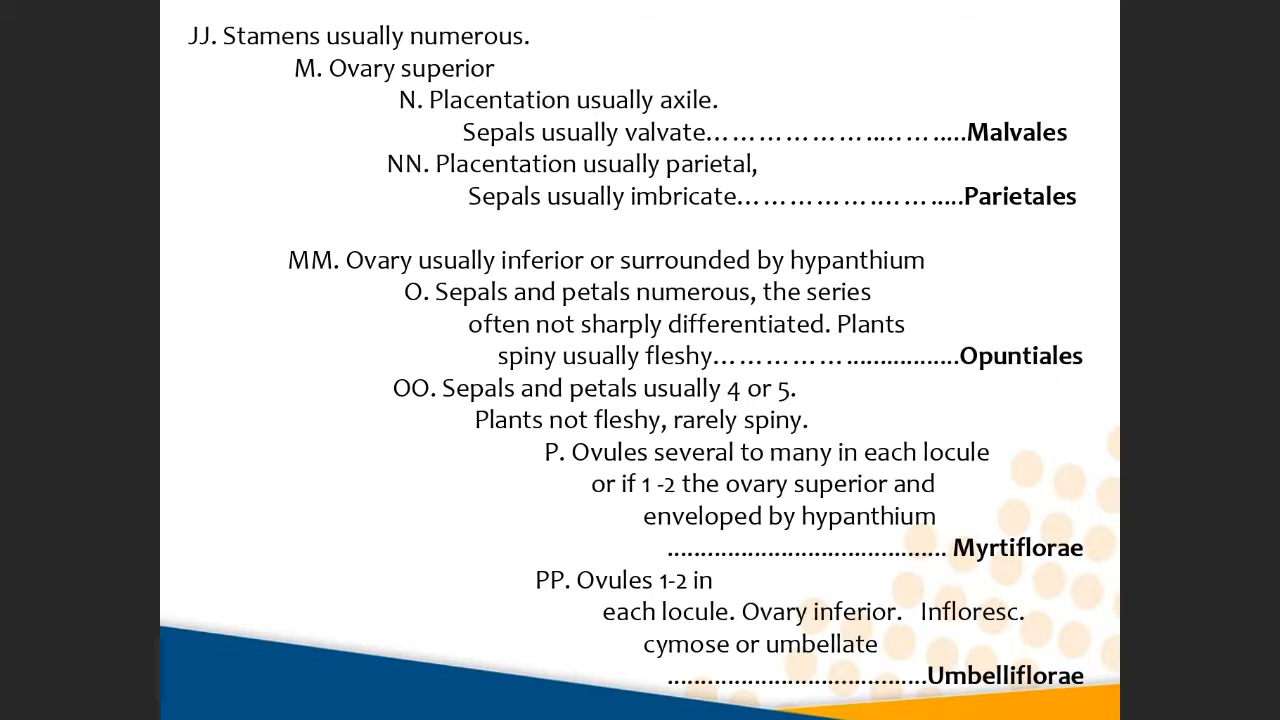 JJ. Stamens usually numerous.
M. Ovary superior
N. Placentation usually axile.
Sepals usually valvate………………..……....Malvales
NN. Placentation usually parietal,
Sepals usually imbricate…………….…….....Parietales
MM. Ovary usually inferior or surrounded by hypanthium
O. Sepals and petals numerous, the series
often not sharply differentiated. Plants
spiny usually fleshy……………................Opuntiales
OO. Sepals and petals usually 4 or 5.
Plants not fleshy, rarely spiny.
P. Ovules several to many in each locule
or if 1 -2 the ovary superior and
enveloped by hypanthium
.......................................... Myrtiflorae
PP. Ovules 1-2 in
each locule. Ovary inferior. Infloresc.
cymose or umbellate
.......................................Umbelliflorae